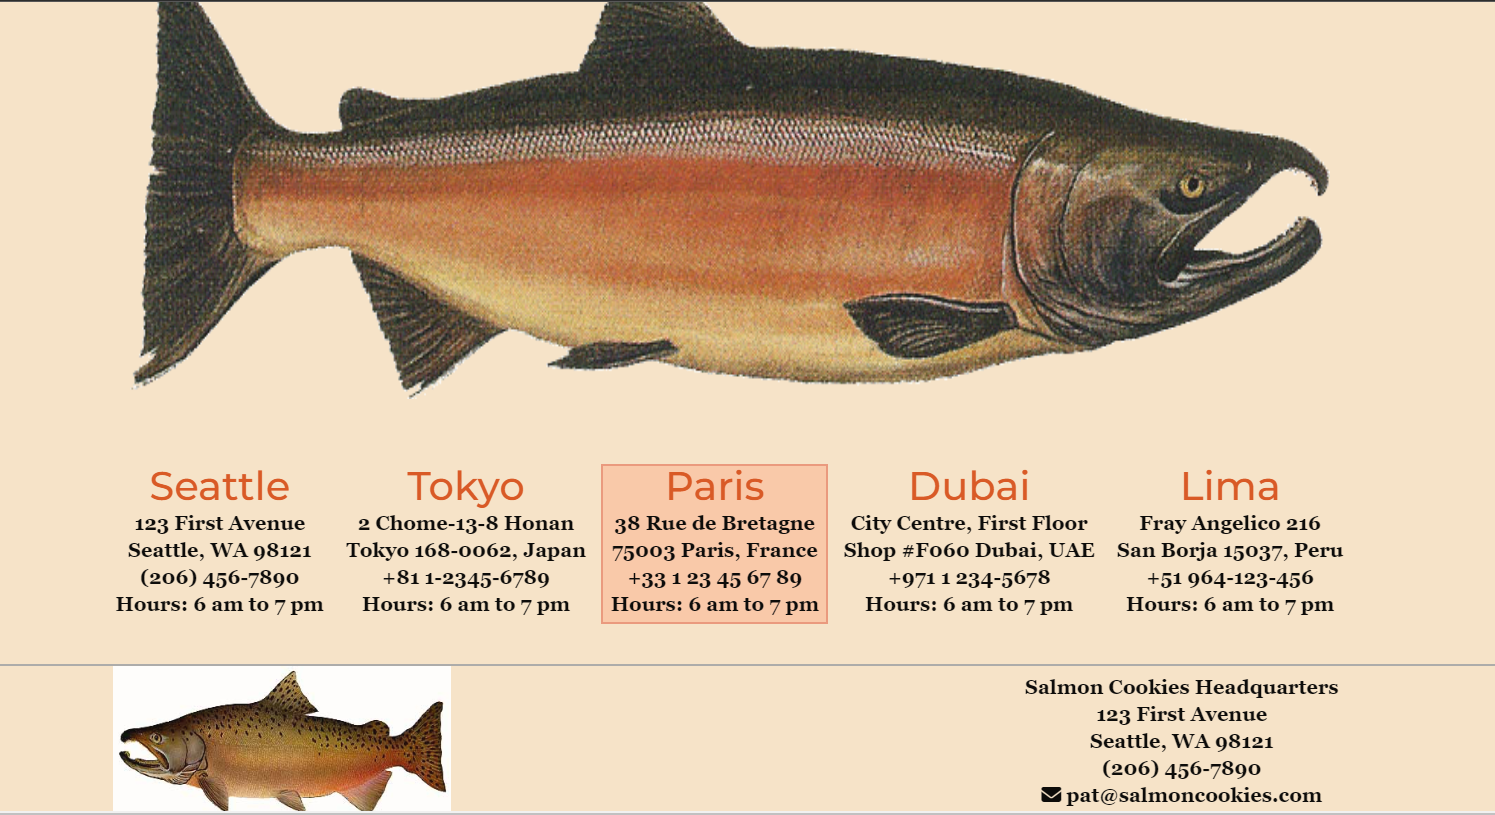 Seattle
123 First Avenue
Seattle, WA 98121
(206) 456-7890
Hours: 6 am to 7 pm
Tokyo
2 Chome-13-8 Honan
Tokyo 168-0062, Japan
+81 1-2345-6789
Hours: 6 am to 7 pm
Paris
38 Rue de Bretagne
75003 Paris, France
+33 1 23 45 67 89
Hours: 6 am to 7 pm
Dubai
City Centre, First Floor
Shop #F060 Dubai, UAE
+971 1 234-5678
Hours: 6 am to 7 pm
Lima
Fray Angelico 216
San Borja 15037, Peru
+51 964-123-456
Hours: 6 am to 7 pm
Salmon Cookies Headquarters
123 First Avenue
Seattle, WA 98121
(206) 456-7890
pat@salmoncookies.com